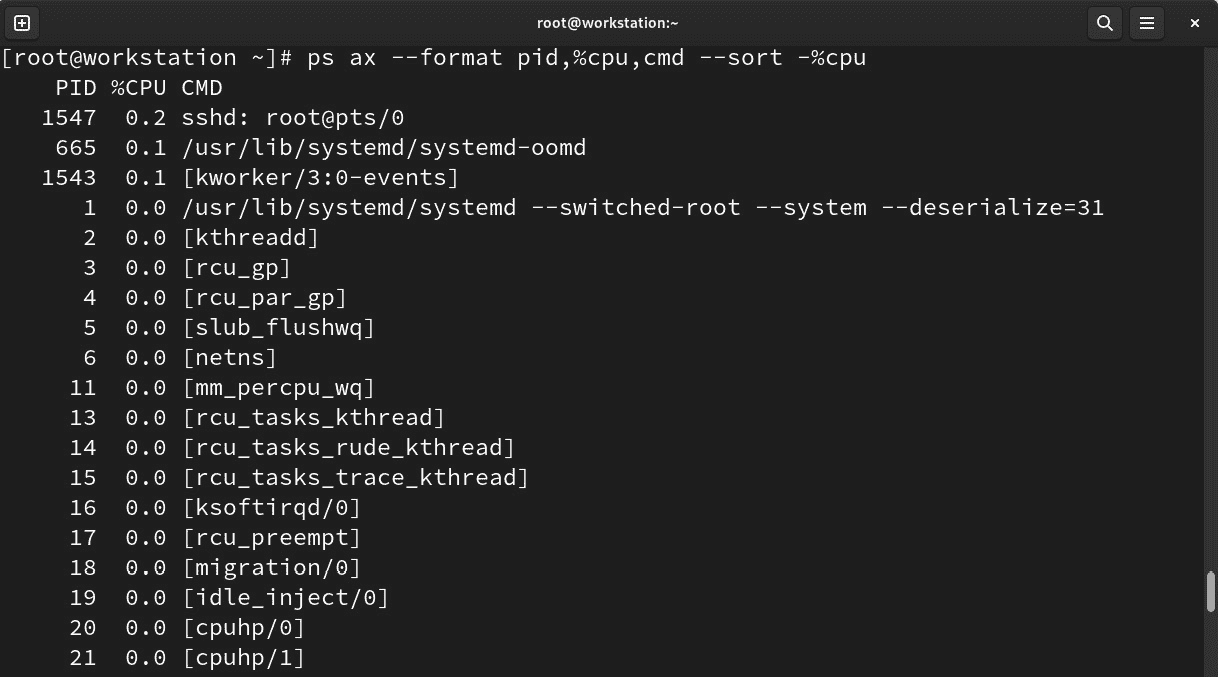 root@workstation:~
[root@workstation ~]# ps ax --format pid,%cpu,cmd --sort -%cpu
    PID %CPU CMD
   1547  0.2 sshd: root@pts/0
    665  0.1 /usr/lib/systemd/systemd-oomd
   1543  0.1 [kworker/3:0-events]
      1  0.0 /usr/lib/systemd/systemd --switched-root --system --deserialize=31
      2  0.0 [kthreadd]
      3  0.0 [rcu_gp]
      4  0.0 [rcu_par_gp]
      5  0.0 [slub_flushwq]
      6  0.0 [netns]
     11  0.0 [mm_percpu_wq]
     13  0.0 [rcu_tasks_kthread]
     14  0.0 [rcu_tasks_rude_kthread]
     15  0.0 [rcu_tasks_trace_kthread]
     16  0.0 [ksoftirqd/0]
     17  0.0 [rcu_preempt]
     18  0.0 [migration/0]
     19  0.0 [idle_inject/0]
     20  0.0 [cpuhp/0]
     21  0.0 [cpuhp/1]